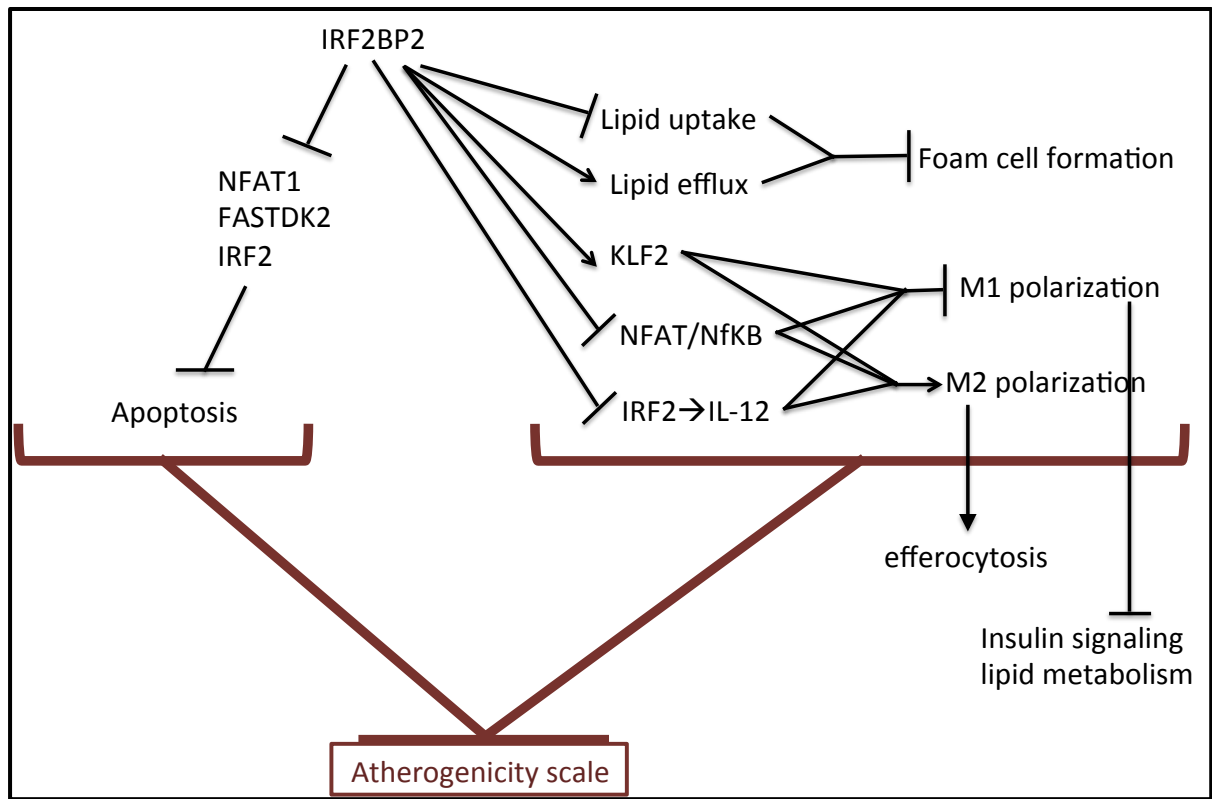 IRF2BP2
NFAT1
FASTDK2
IRF2
Apoptosis
Lipid uptake
Lipid efflux
Foam cell formation
KLF2
NFAT/NfKB
IRF2→IL-12
M1 polarization
M2 polarization
efferocytosis
Insulin signaling
lipid metabolism
Atherogenicity scale